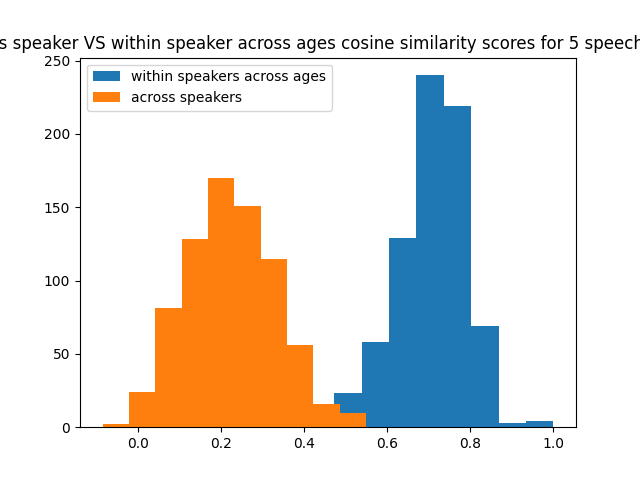 s speaker VS within speaker across ages cosine similarity scores for 5 speech
within speakers across ages
across speakers
250
200
150
100
50
0
0.0 0.2 0.4 0.6 0.8 1.0